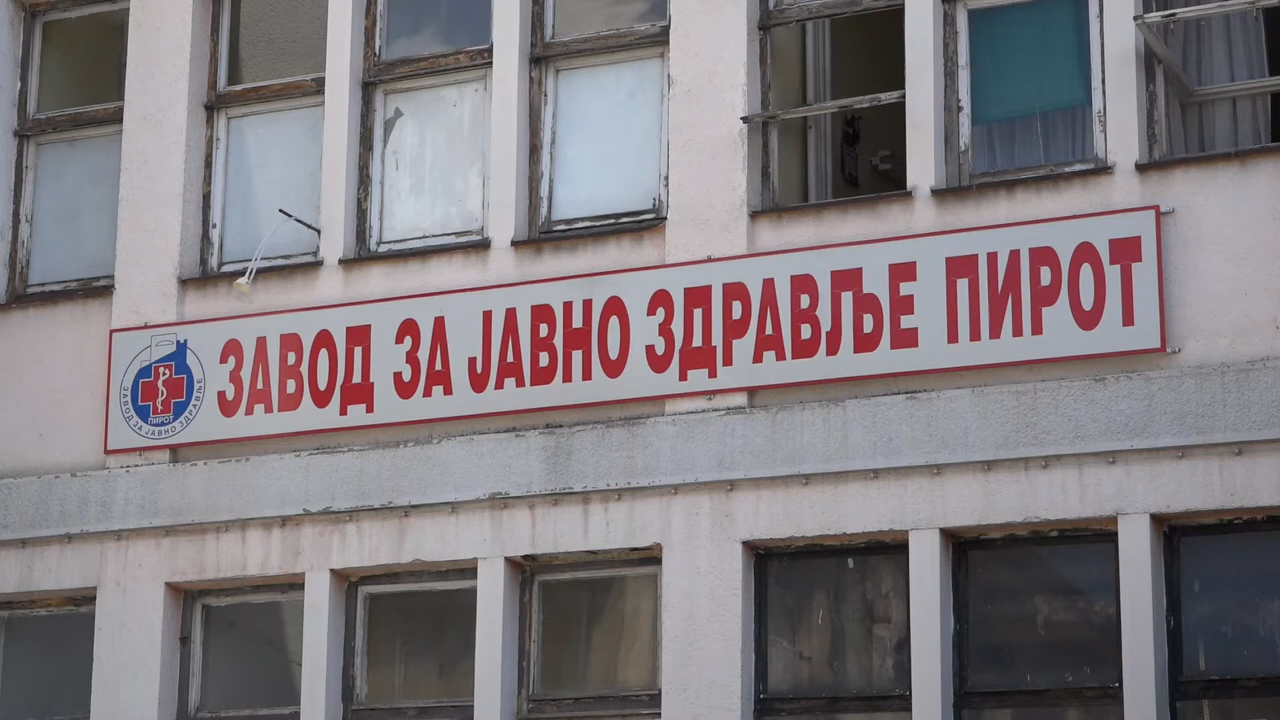 ЗАВОД ЗА ЈАВНО ЗДРАВЉЕ ПИРОТ
ПИРОТ
ЗАВОД ЗА ЈАВНО ЗДРАВЉЕ